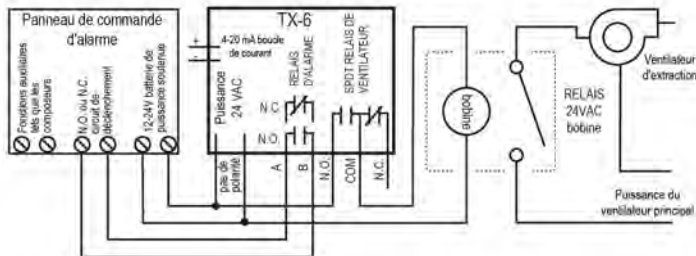 Panneau de commande
d'alarme
Fonctions auxiliaires
tels que les
composeurs
N.O. ou N.C.
circuit de
déclenchement
12-24V batterie de
puissance soutenue
TX-6
+
-
4-20 mA boucle
de courant
Puissance
24 VAC
RELAIS
D'ALARME
SPDT RELAIS DE
VENTILATEUR
N.C
N.O.
pas de
polarité
A
B
N.O.
COM
N.C.
bobine
RELAIS
24VAC
bobine
Ventilateur
d'extraction
Puissance du
ventilateur principal